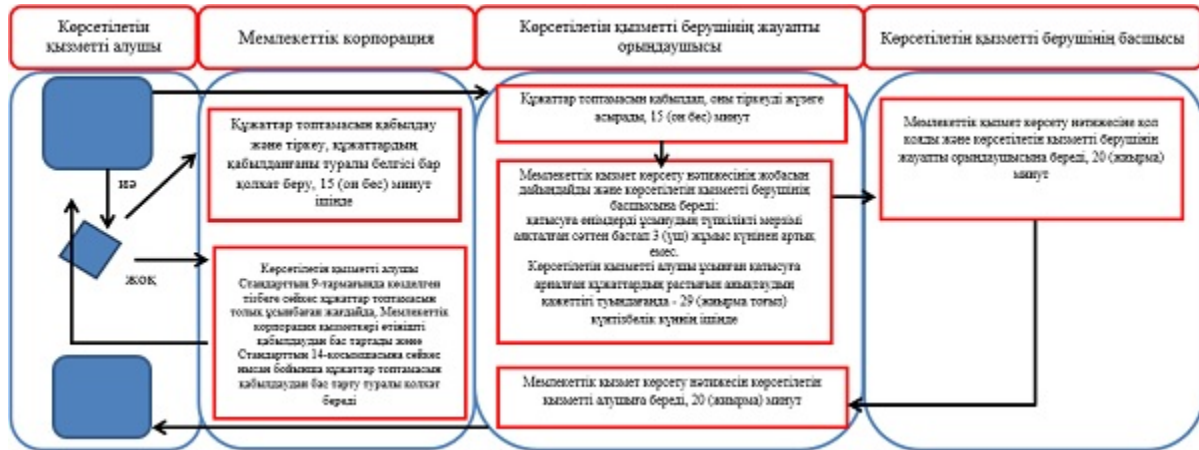 Көрсетілетін
қызметті алушы
Мемлекеттік корпорация
Көрсетілетін қызметті берушінің жауапты
орындаушысы
Көрсетілетін қызметті берушінің басшысы
иә
жоқ
Құжаттар топтамасын қабылдау
және тіркеу, құжаттардың
қабылданғаны туралы белгісі бар
қолхат беру, 15 (он бес) минут
ішінде
Көрсетілетін қызметті алушы
Стандарттың 9-тармағында көзделген
тізбеге сәйкес құжаттар топтамасын
толық ұсынбаған жағдайда, Мемлекеттік
корпорация қызметкері өтінішті
қабылдаудан бас тартады және
Стандарттың 14-қосымшасына сәйкес
нысан бойынша құжаттар топтамасын
қабылдаудан бас тарту туралы қолхат
береді
Құжаттар топтамасын қабылдап, оны тіркеуді жүзеге
асырады, 15 (он бес) минут
Мемлекеттік қызмет көрсету нәтижесінің жобасын
дайындайды және көрсетілетін қызметті берушінің
басшысына береді:
қатысуға өнімдерді ұсынудың түпкілікті мерзімі
аяқталған сәттен бастап 3 (үш) жұмыс күнінен артық
емес.
Көрсетілетін қызметті алушы ұсынған қатысуға
арналған құжаттардың растығын анықтаудың
қажеттігі туындағанда - 29 (жиырма тоғыз)
күнтізбелік күннің ішінде
Мемлекеттік қызмет көрсету нәтижесін көрсетілетін
қызметті алушыға береді, 20 (жиырма) минут
Мемлекеттік қызмет көрсету нәтижесіне қол
қояды және көрсетілетін қызметті берушінің
жауапты орындаушысына береді, 20 (жиырма)
минут